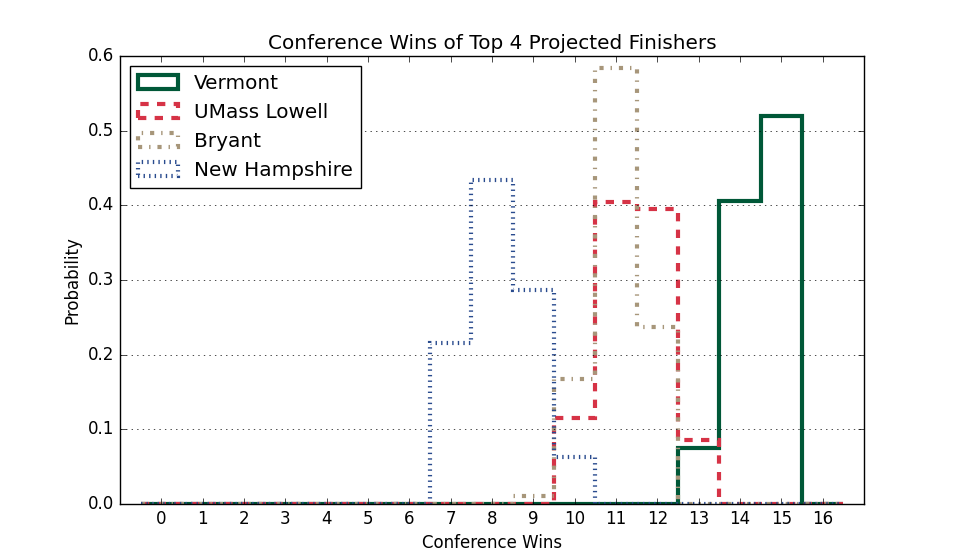 Conference Wins of Top 4 Projected Finishers
0.6
0.5
0.4
0.3
0.2
0.1
0.0
Probability
Vermont
UMass Lowell
Bryant
New Hampshire
0 1 2 3 4 5 6 7 8 9 10 11 12 13 14 15 16
Conference Wins